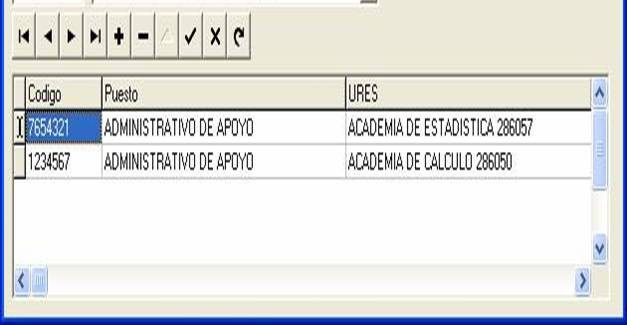 Codigo Puesto URES
7654321 ADMINISTRATIVO DE APOYO ACADEMIA DE ESTADISTICA 286057
1234567 ADMINISTRATIVO DE APOYO ACADEMIA DE CALCULO 286050